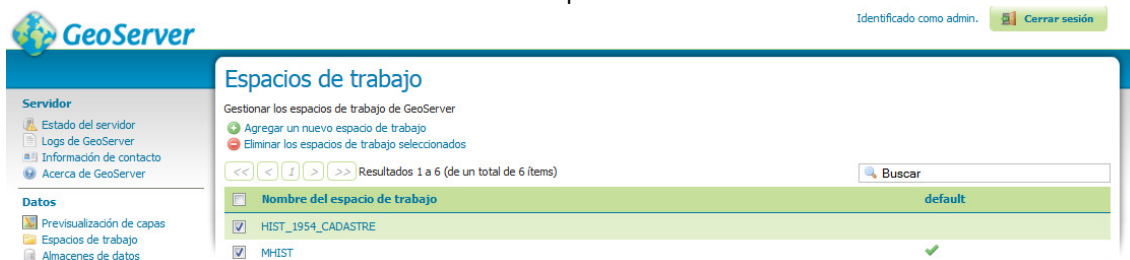 Identificado como admin.
Cerrar sesión
GeoServer
Servidor
Estado del servidor
Logs de GeoServer
Información de contacto
Acerca de GeoServer
Datos
Previsualización de capas
Espacios de trabajo
Almacenes de datos
Espacios de trabajo
Gestionar los espacios de trabajo de GeoServer
Agregar un nuevo espacio de trabajo
Eliminar los espacios de trabajo seleccionados
<< < 1 > >> Resultados 1 a 6 (de un total de 6 ítems)
Buscar
Nombre del espacio de trabajo default
HIST_1954_CADASTRE
MHIST